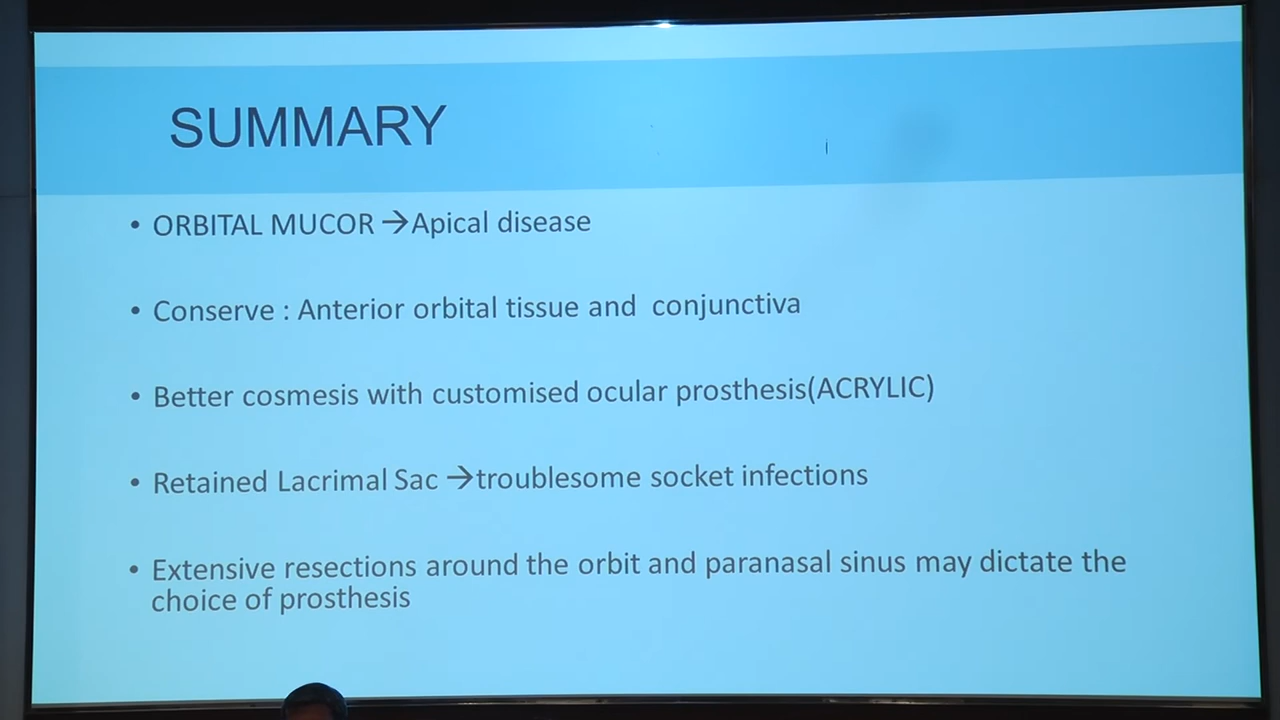 SUMMARY
• ORBITAL MUCOR →Apical disease
• Conserve : Anterior orbital tissue and  conjunctiva
• Better cosmesis with customised ocular prosthesis(ACRYLIC)
• Retained Lacrimal Sac →troublesome socket infections
• Extensive resections around the orbit and paranasal sinus may dictate the
choice of prosthesis